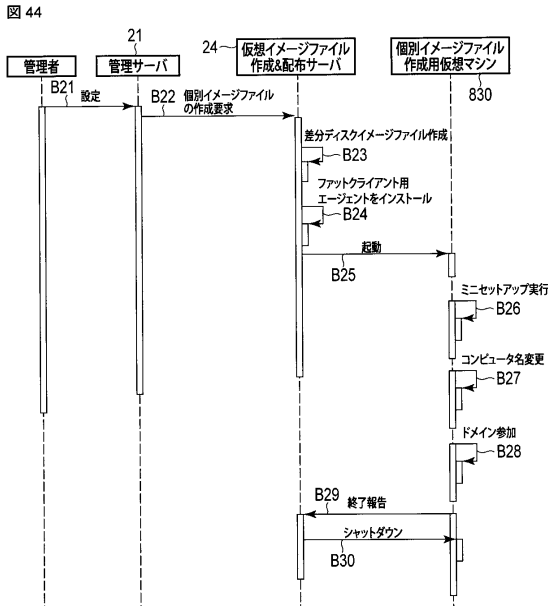 図 44
管理者
21
管理サーバ
24
仮想イメージファイル
作成&配布サーバ
個別イメージファイル
作成用仮想マシン
830
B21
設定
B22
個別イメージファイル
の作成要求
差分ディスクイメージファイル作成
B23
ファットクライアント用
エージェントをインストール
B24
起動
B25
ミニセットアップ実行
B26
コンピュータ名変更
B27
ドメイン参加
B28
B29
終了報告
シャットダウン
B30